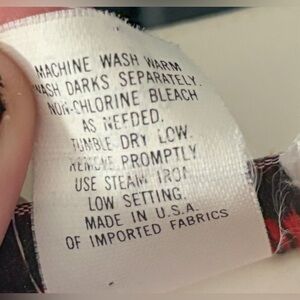 MACHINE WASH WARM
WASH DARKS SEPARATELY.
NON-CHLORINE BLEACH
AS NEEDED.
TUMBLE DRY LOW.
REMOVE PROMPTLY
USE STEAM IRON
LOW SETTING.
MADE IN U.S.A.
OF IMPORTED FABRICS